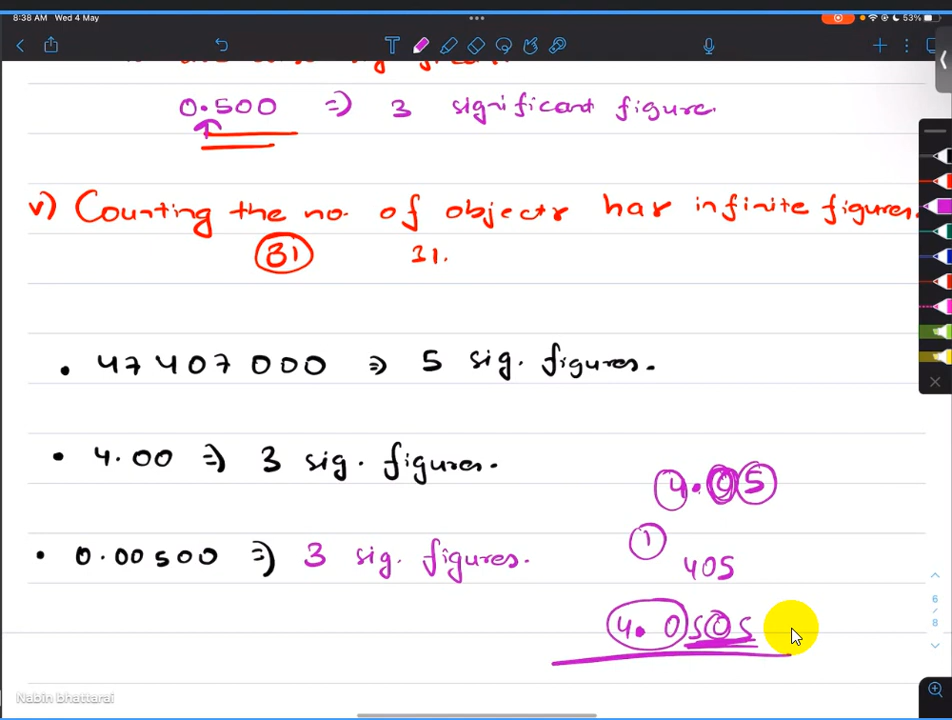 8:38 AM Wed 4 May
53%
0.500 ⇒ 3 significant figure.
v) Counting the no. of objects has infinite figures.
31 31.
• 47407000 ⇒ 5 sig. figures.
• 4.00 ⇒ 3 sig. figures.
4.05
1
• 0.00500 ⇒ 3 sig. figures.
405
4.0505
6
/
8
Nabin bhattarai